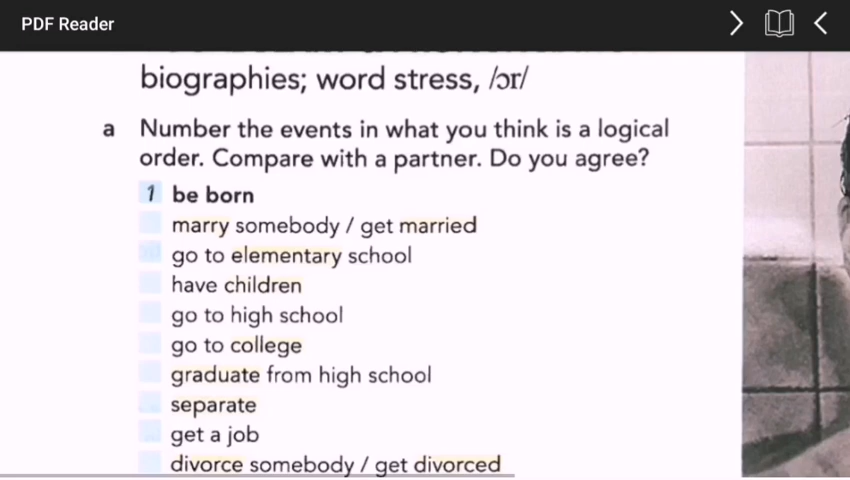 PDF Reader
biographies; word stress, /ɔr/
a Number the events in what you think is a logical
order. Compare with a partner. Do you agree?
1 be born
marry somebody / get married
go to elementary school
have children
go to high school
go to college
graduate from high school
separate
get a job
divorce somebody / get divorced